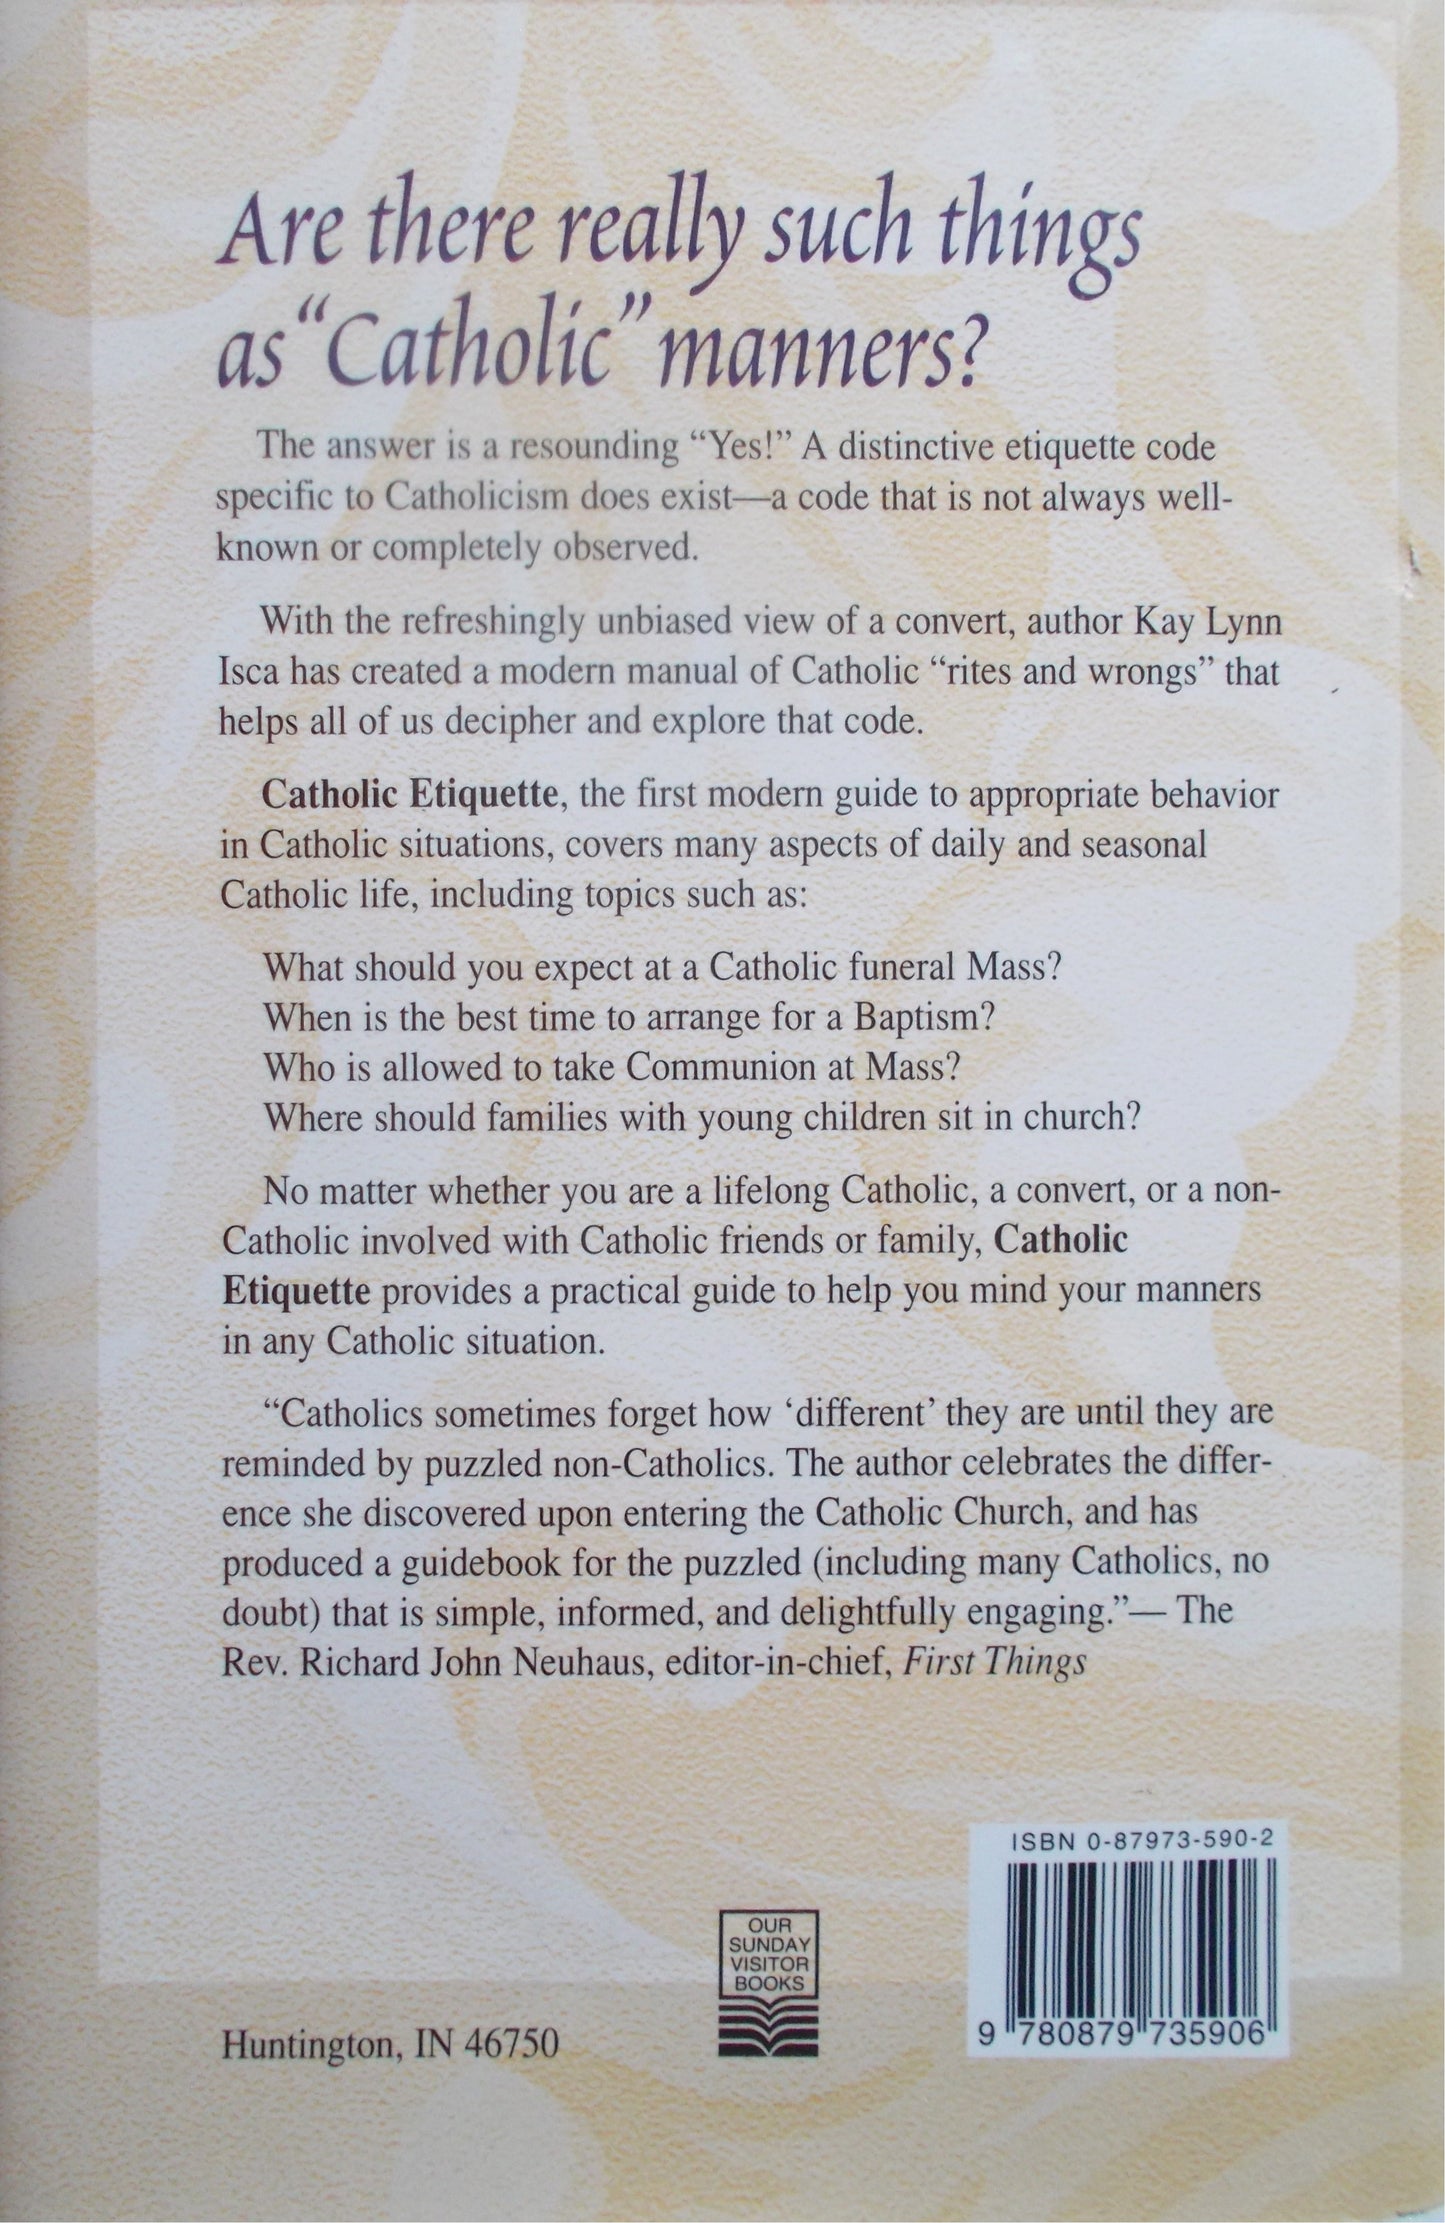 Are there really such things
as “Catholic” manners?
The answer is a resounding “Yes!” A distinctive etiquette code
specific to Catholicism does exist—a code that is not always well-
known or completely observed.
With the refreshingly unbiased view of a convert, author Kay Lynn
Isca has created a modern manual of Catholic “rites and wrongs” that
helps all of us decipher and explore that code.
Catholic Etiquette, the first modern guide to appropriate behavior
in Catholic situations, covers many aspects of daily and seasonal
Catholic life, including topics such as:
What should you expect at a Catholic funeral Mass?
When is the best time to arrange for a Baptism?
Who is allowed to take Communion at Mass?
Where should families with young children sit in church?
No matter whether you are a lifelong Catholic, a convert, or a non-
Catholic involved with Catholic friends or family, Catholic
Etiquette provides a practical guide to help you mind your manners
in any Catholic situation.
“Catholics sometimes forget how ‘different’ they are until they are
reminded by puzzled non-Catholics. The author celebrates the differ-
ence she discovered upon entering the Catholic Church, and has
produced a guidebook for the puzzled (including many Catholics, no
doubt) that is simple, informed, and delightfully engaging.”— The
Rev. Richard John Neuhaus, editor-in-chief, First Things
ISBN 0-87973-590-2
9 780879 735906
OUR
SUNDAY
VISITOR
BOOKS
Huntington, IN 46750